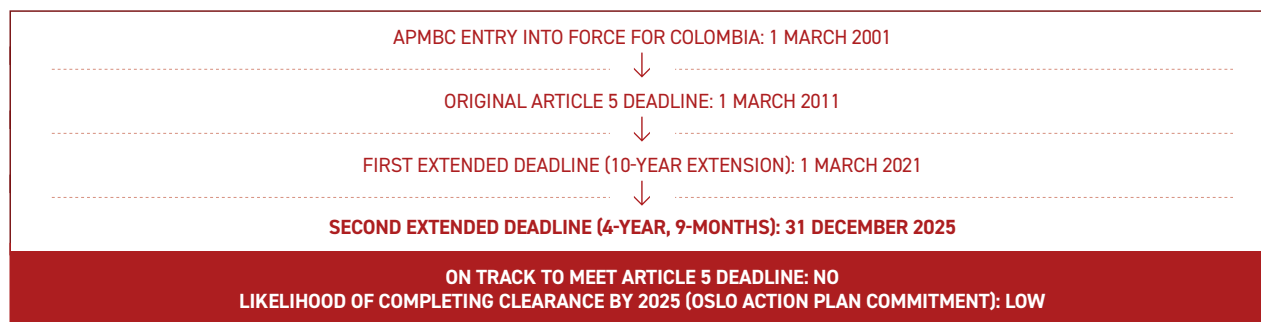 APMBC ENTRY INTO FORCE FOR COLOMBIA: 1 MARCH 2001
ORIGINAL ARTICLE 5 DEADLINE: 1 MARCH 2011
FIRST EXTENDED DEADLINE (10-YEAR EXTENSION): 1 MARCH 2021
SECOND EXTENDED DEADLINE (4-YEAR, 9-MONTHS): 31 DECEMBER 2025
ON TRACK TO MEET ARTICLE 5 DEADLINE: NO
LIKELIHOOD OF COMPLETING CLEARANCE BY 2025 (OSLO ACTION PLAN COMMITMENT): LOW